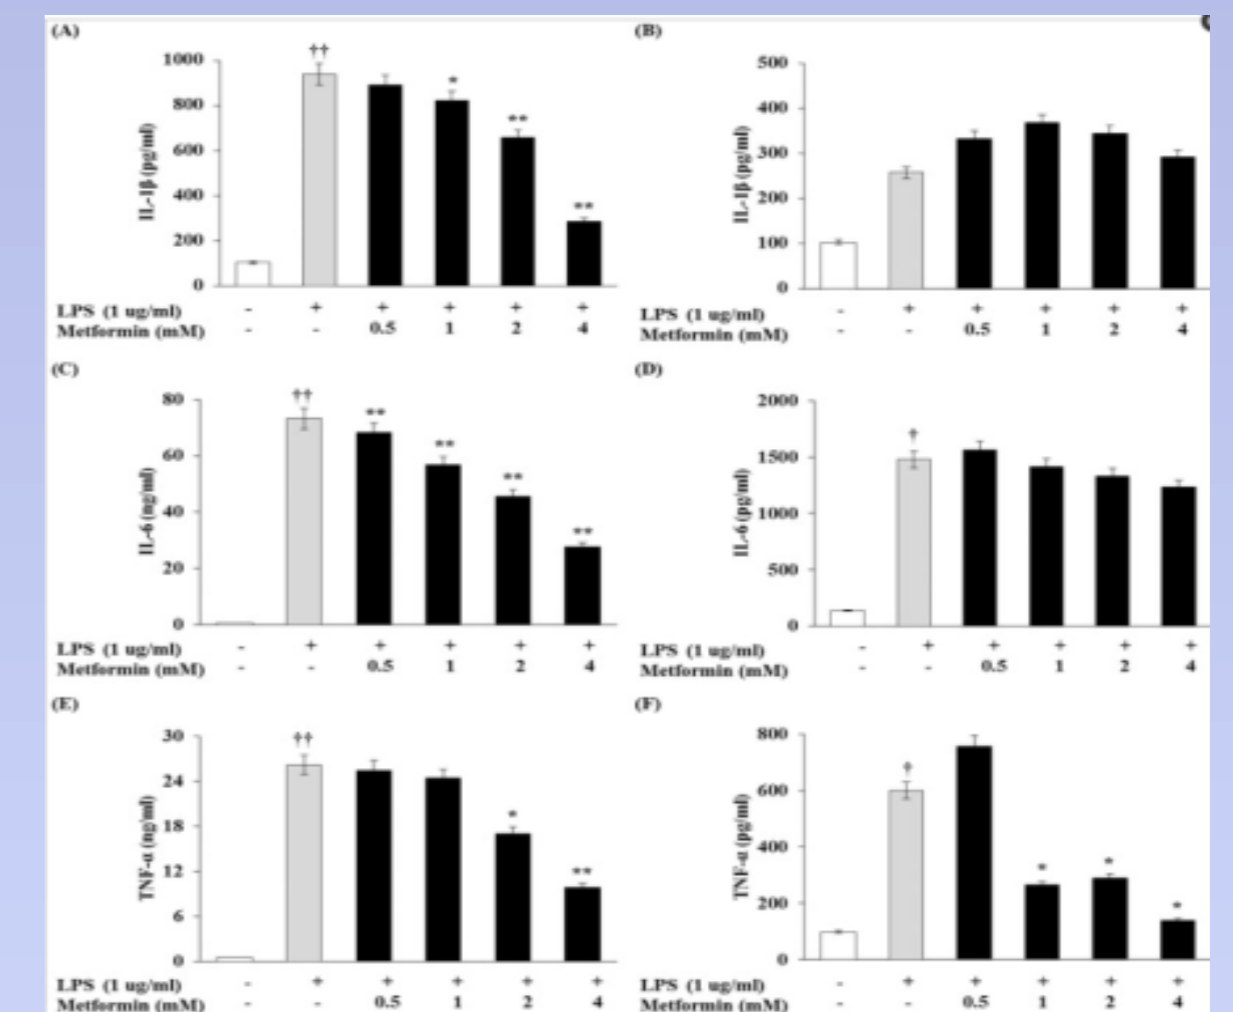 (A)
††
1000
*
800
**
600
**
400
200
0
IL-1β (pg/ml)
LPS (1 ug/ml) - + + + + +
Metformin (mM) - - 0.5 1 2 4
(B)
500
400
300
200
100
0
IL-1β (pg/ml)
LPS (1 ug/ml) - + + + + +
Metformin (mM) - - 0.5 1 2 4
(C)
††
80
**
**
60
**
40
**
20
0
IL-6 (ng/ml)
LPS (1 ug/ml) - + + + + +
Metformin (mM) - - 0.5 1 2 4
(D)
2000
†
1500
1000
500
0
IL-6 (pg/ml)
LPS (1 ug/ml) - + + + + +
Metformin (mM) - - 0.5 1 2 4
(E)
30
††
24
*
18
**
12
6
0
TNF-α (ng/ml)
LPS (1 ug/ml) - + + + + +
Metformin (mM) - - 0.5 1 2 4
(F)
800
†
600
400
*
*
200
*
0
TNF-α (pg/ml)
LPS (1 ug/ml) - + + + + +
Metformin (mM) - - 0.5 1 2 4